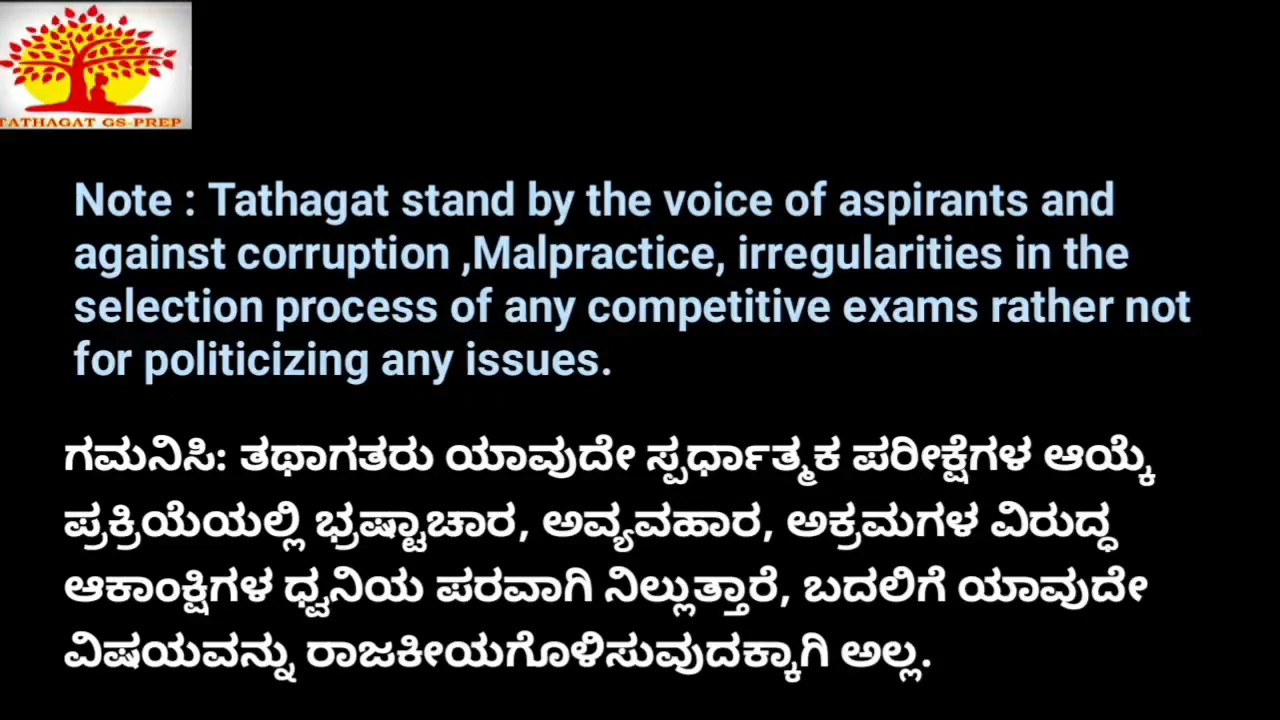 TATHAGAT GS-PREP
Note : Tathagat stand by the voice of aspirants and
against corruption ,Malpractice, irregularities in the
selection process of any competitive exams rather not
for politicizing any issues.
ಗಮನಿಸಿ: ತಥಾಗತರು ಯಾವುದೇ ಸ್ಪರ್ಧಾತ್ಮಕ ಪರೀಕ್ಷೆಗಳ ಆಯ್ಕೆ
ಪ್ರಕ್ರಿಯೆಯಲ್ಲಿ ಭ್ರಷ್ಟಾಚಾರ, ಅವ್ಯವಹಾರ, ಅಕ್ರಮಗಳ ವಿರುದ್ಧ
ಆಕಾಂಕ್ಷಿಗಳ ಧ್ವನಿಯ ಪರವಾಗಿ ನಿಲ್ಲುತ್ತಾರೆ, ಬದಲಿಗೆ ಯಾವುದೇ
ವಿಷಯವನ್ನು ರಾಜಕೀಯಗೊಳಿಸುವುದಕ್ಕಾಗಿ ಅಲ್ಲ.